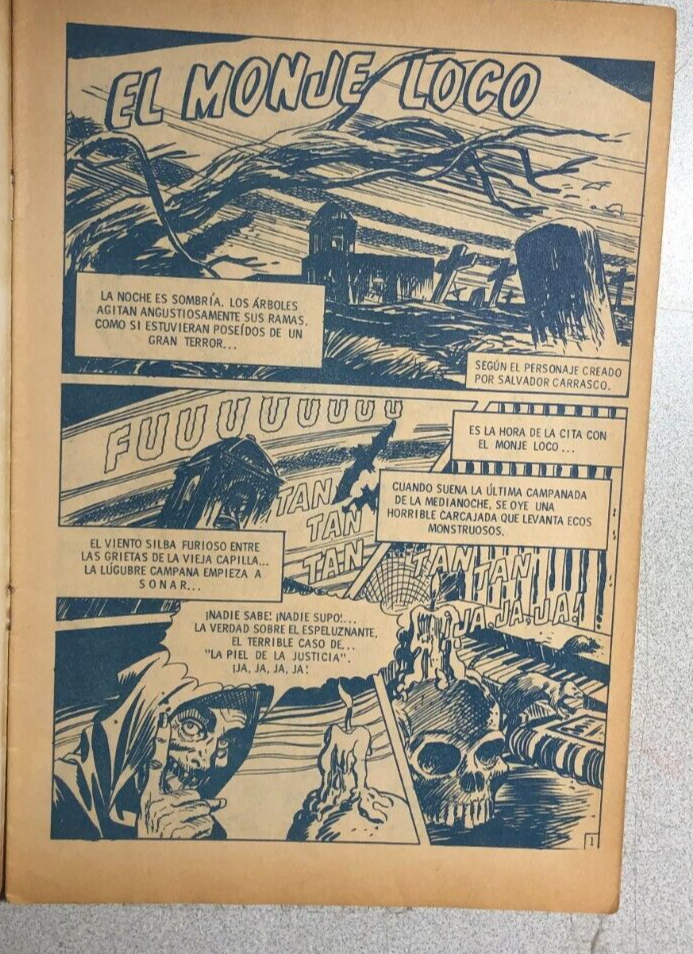 EL MONJE LOCO
LA NOCHE ES SOMBRÍA. LOS ÁRBOLES
AGITAN ANGUSTIOSAMENTE SUS RAMAS,
COMO SI ESTUVIERAN POSEÍDOS DE UN
GRAN TERROR...
SEGÚN EL PERSONAJE CREADO
POR SALVADOR CARRASCO.
FUUUUUUUUU
TAN
TAN
TAN
EL VIENTO SILBA FURIOSO ENTRE
LAS GRIETAS DE LA VIEJA CAPILLA...
LA LÚGUBRE CAMPANA EMPIEZA A
SONAR...
ES LA HORA DE LA CITA CON
EL MONJE LOCO...
CUANDO SUENA LA ÚLTIMA CAMPANADA
DE LA MEDIANOCHE, SE OYE UNA
HORRIBLE CARCAJADA QUE LEVANTA ECOS
MONSTRUOSOS.
TAN TAN
JA, JA, JA!
¡NADIE SABE! ¡NADIE SUPO!...
LA VERDAD SOBRE EL ESPELUZNANTE,
EL TERRIBLE CASO DE...
"LA PIEL DE LA JUSTICIA".
¡JA, JA, JA, JA!
1